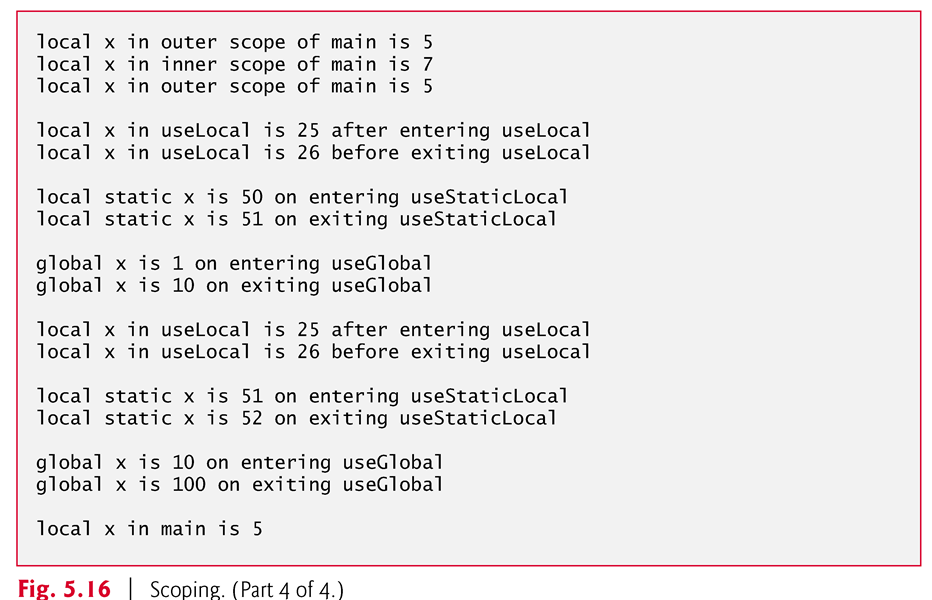 local x in outer scope of main is 5
local x in inner scope of main is 7
local x in outer scope of main is 5
local x in useLocal is 25 after entering useLocal
local x in useLocal is 26 before exiting useLocal
local static x is 50 on entering useStaticLocal
local static x is 51 on exiting useStaticLocal
global x is 1 on entering useGlobal
global x is 10 on exiting useGlobal
local x in useLocal is 25 after entering useLocal
local x in useLocal is 26 before exiting useLocal
local static x is 51 on entering useStaticLocal
local static x is 52 on exiting useStaticLocal
global x is 10 on entering useGlobal
global x is 100 on exiting useGlobal
local x in main is 5
Fig. 5.16 | Scoping. (Part 4 of 4.)